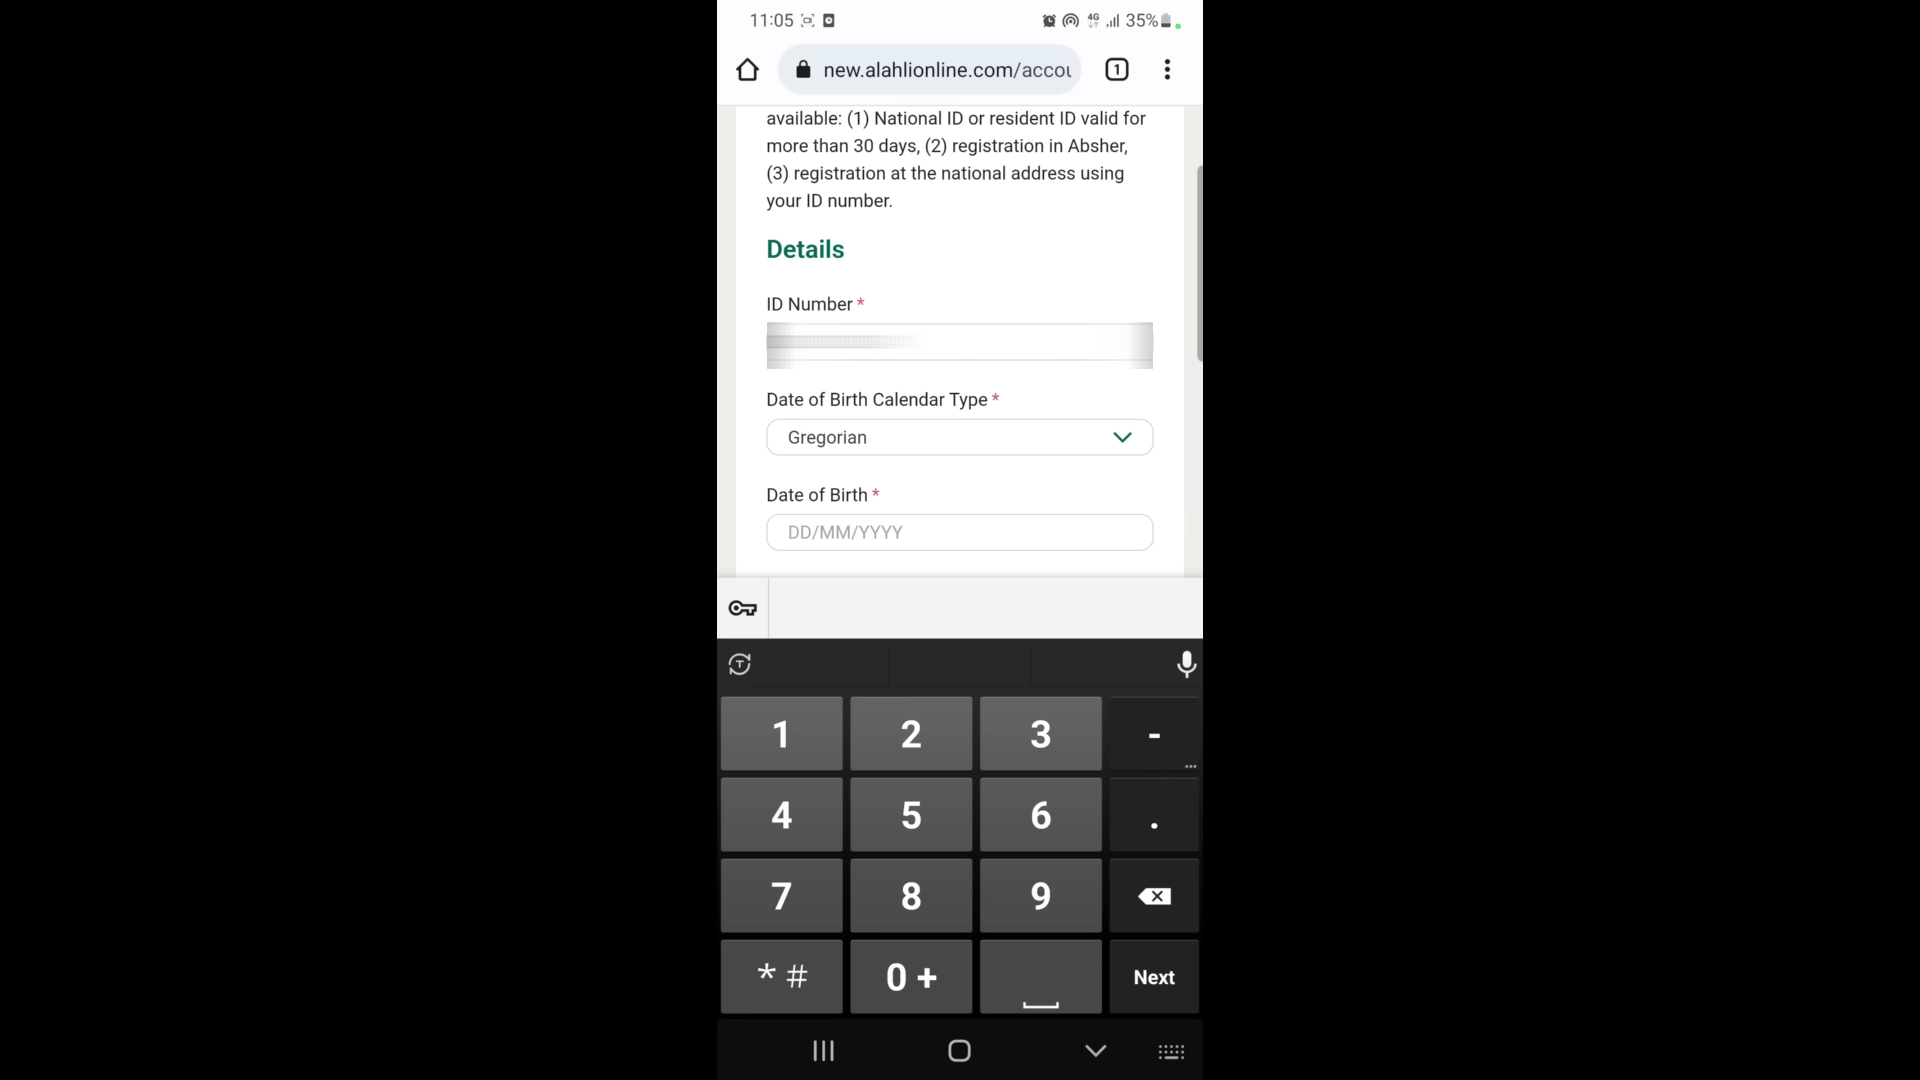 11:05
4G
35%
new.alahlionline.com/accou
1
available: (1) National ID or resident ID valid for
more than 30 days, (2) registration in Absher,
(3) registration at the national address using
your ID number.
Details
ID Number *
Date of Birth Calendar Type *
Gregorian
Date of Birth *
DD/MM/YYYY
T
1 2 3 -
...
4 5 6 .
7 8 9
* # 0 + Next